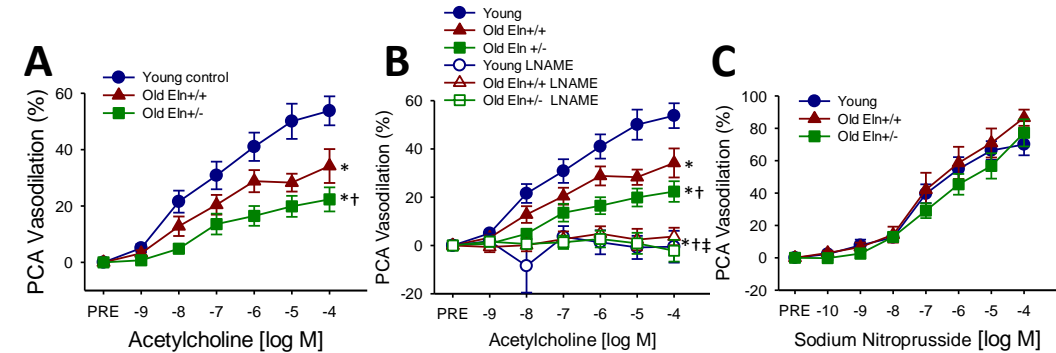 A
Young control
Old Eln+/+
Old Eln+/-
PCA Vasodilation (%)
60
40
20
0
PRE -9 -8 -7 -6 -5 -4
Acetylcholine [log M]
*
*†
B
Young
Old Eln+/+
Old Eln +/-
Young LNAME
Old Eln+/+ LNAME
Old Eln+/- LNAME
PCA Vasodilation (%)
60
40
20
0
-20
PRE -9 -8 -7 -6 -5 -4
Acetylcholine [log M]
*
*†
*†‡
C
Young
Old Eln+/+
Old Eln+/-
PCA Vasodilation (%)
100
80
60
40
20
0
-20
PRE -10 -9 -8 -7 -6 -5 -4
Sodium Nitroprusside [log M]